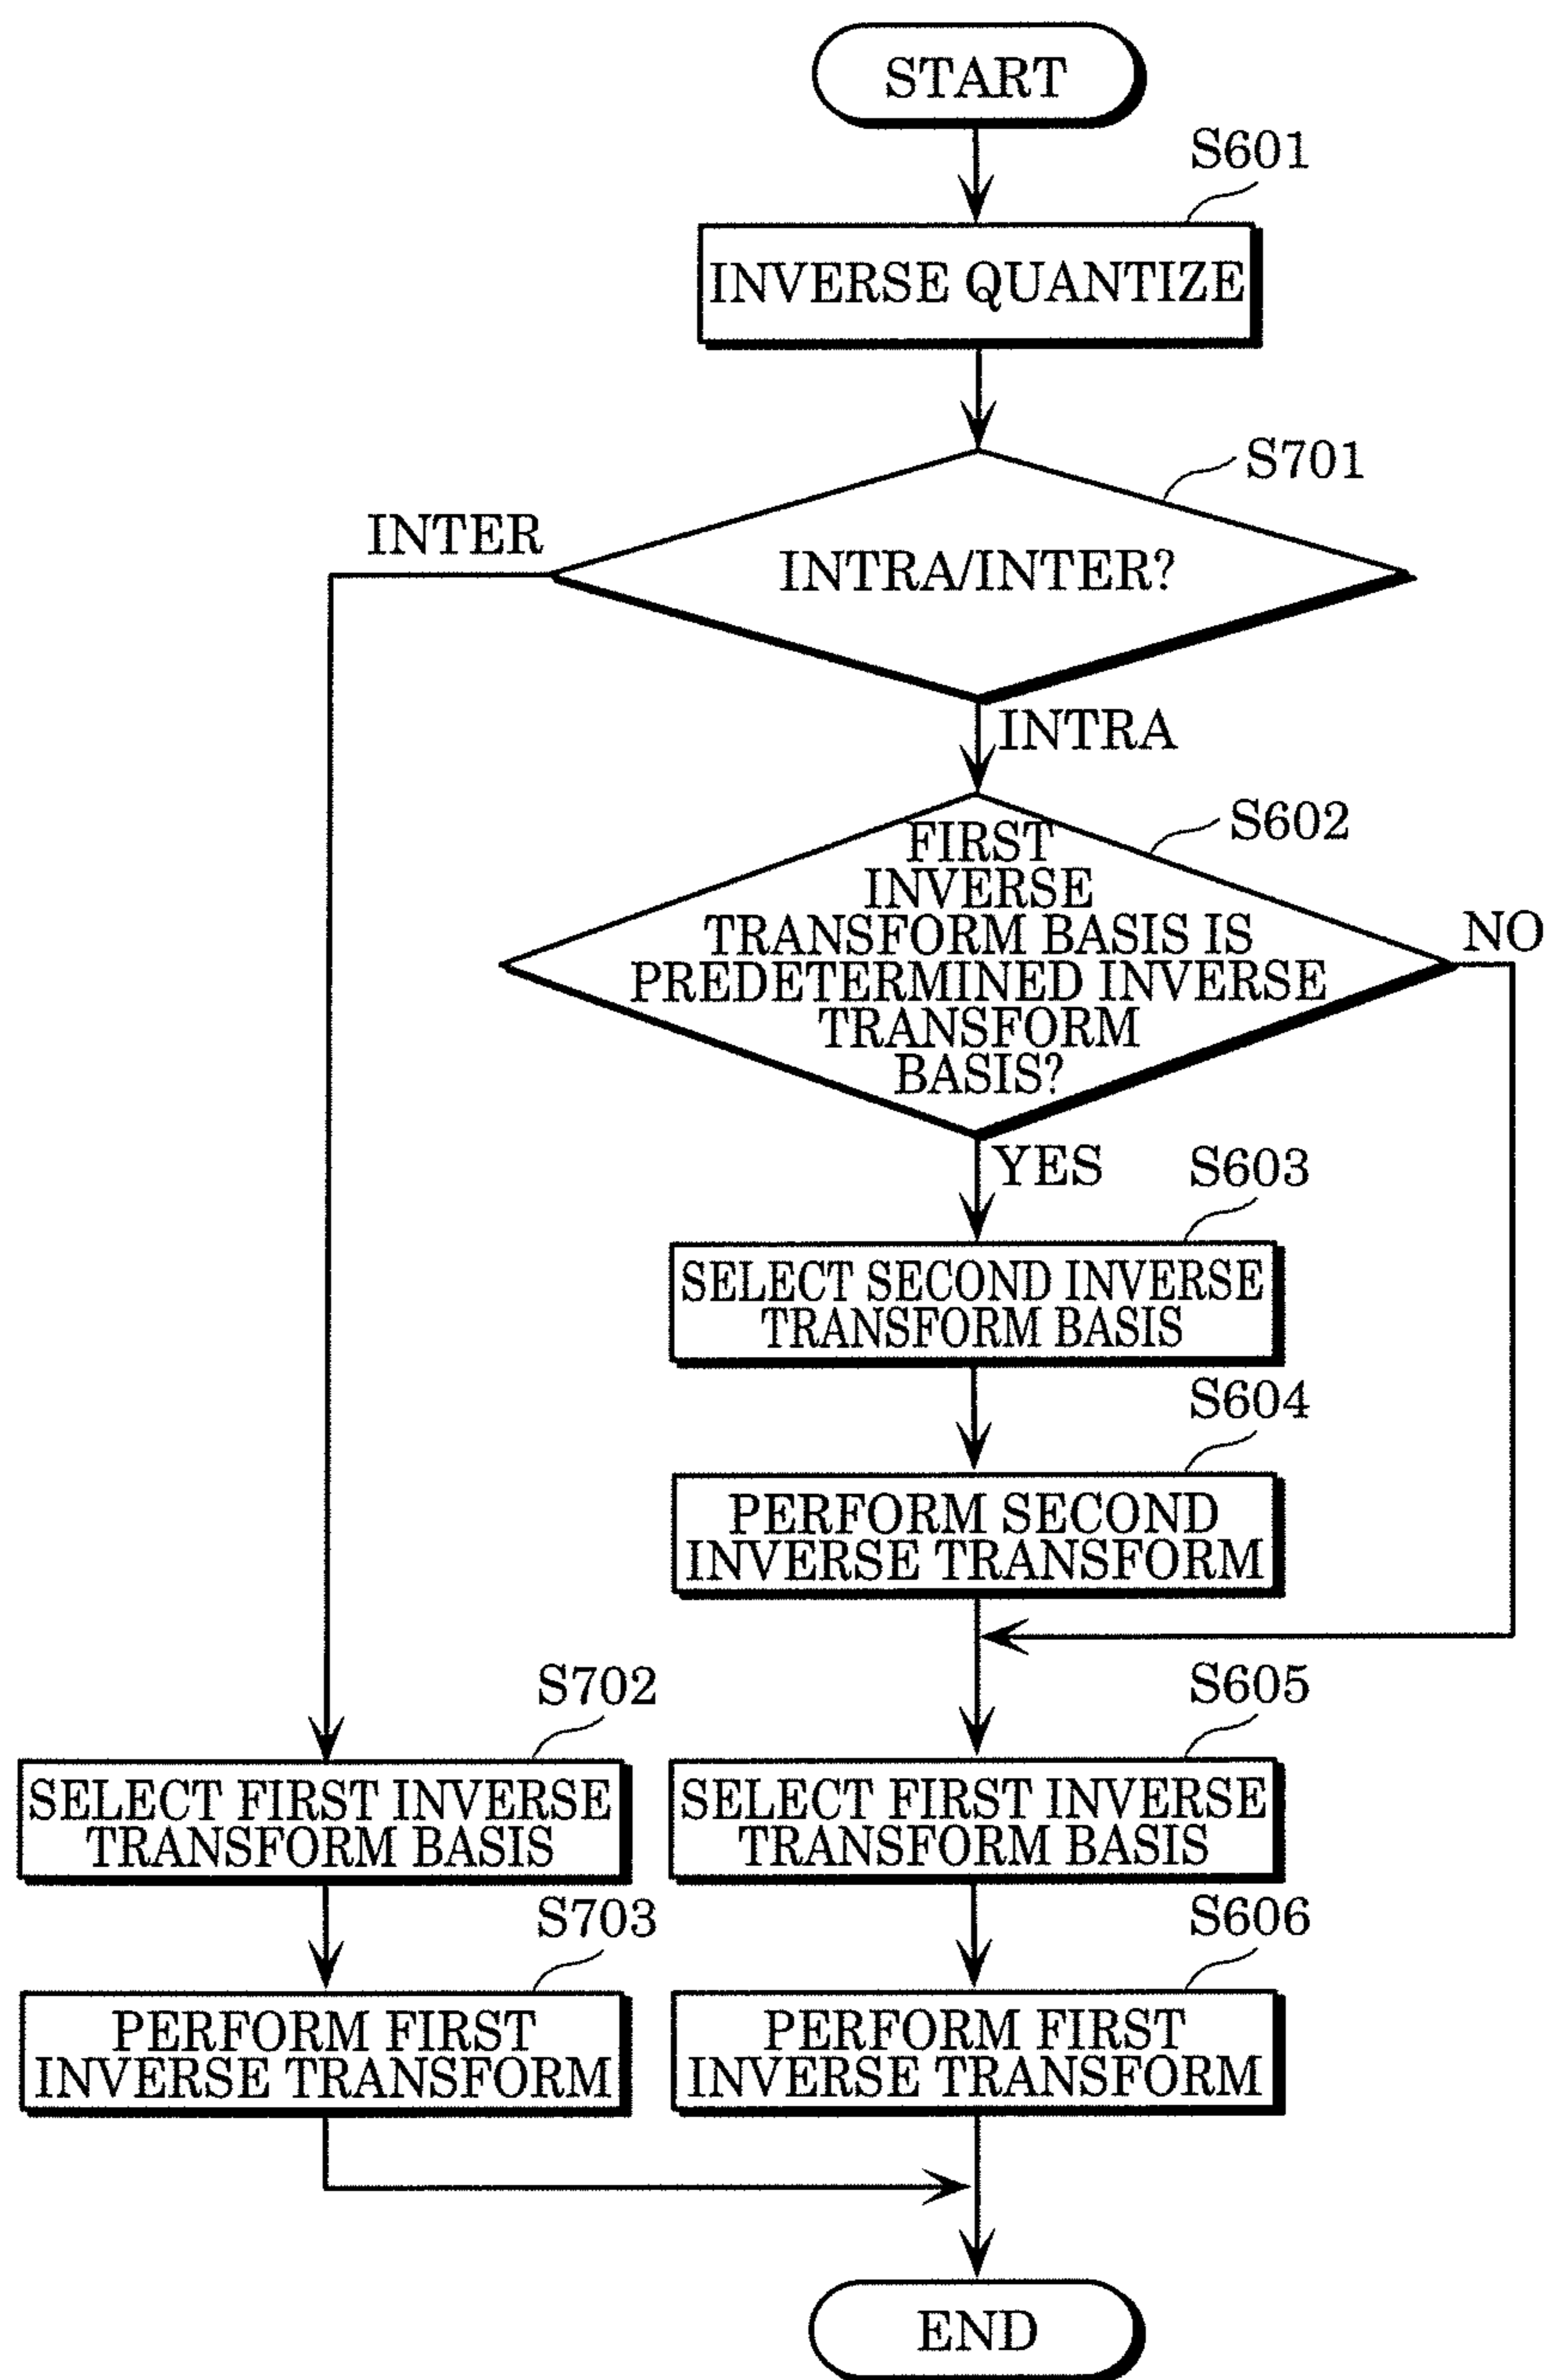 START
S601
INVERSE QUANTIZE
S701
INTER
INTRA/INTER?
INTRA
S602
FIRST
INVERSE
TRANSFORM BASIS IS
PREDETERMINED INVERSE
TRANSFORM
BASIS?
NO
YES
S603
SELECT SECOND INVERSE
TRANSFORM BASIS
S604
PERFORM SECOND
INVERSE TRANSFORM
S702
SELECT FIRST INVERSE
TRANSFORM BASIS
S605
SELECT FIRST INVERSE
TRANSFORM BASIS
S703
PERFORM FIRST
INVERSE TRANSFORM
S606
PERFORM FIRST
INVERSE TRANSFORM
END